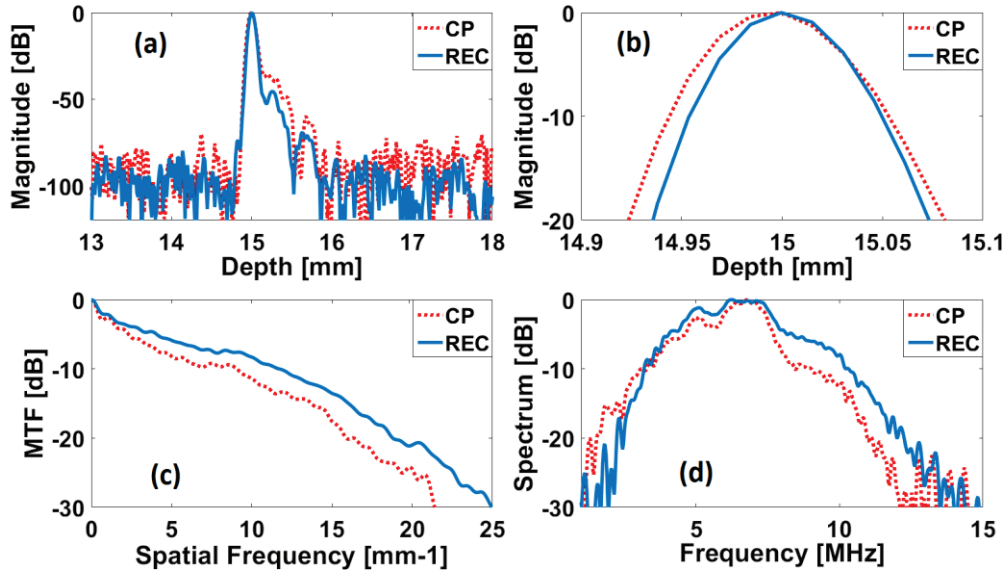 (a)
CP
REC
Magnitude [dB]
0
-50
-100
13 14 15 16 17 18
Depth [mm]
(b)
CP
REC
Magnitude [dB]
0
-10
-20
14.9 14.95 15 15.05 15.1
Depth [mm]
(c)
CP
REC
MTF [dB]
0
-10
-20
-30
0 5 10 15 20 25
Spatial Frequency [mm-1]
(d)
CP
REC
Spectrum [dB]
0
-10
-20
-30
5 10 15
Frequency [MHz]